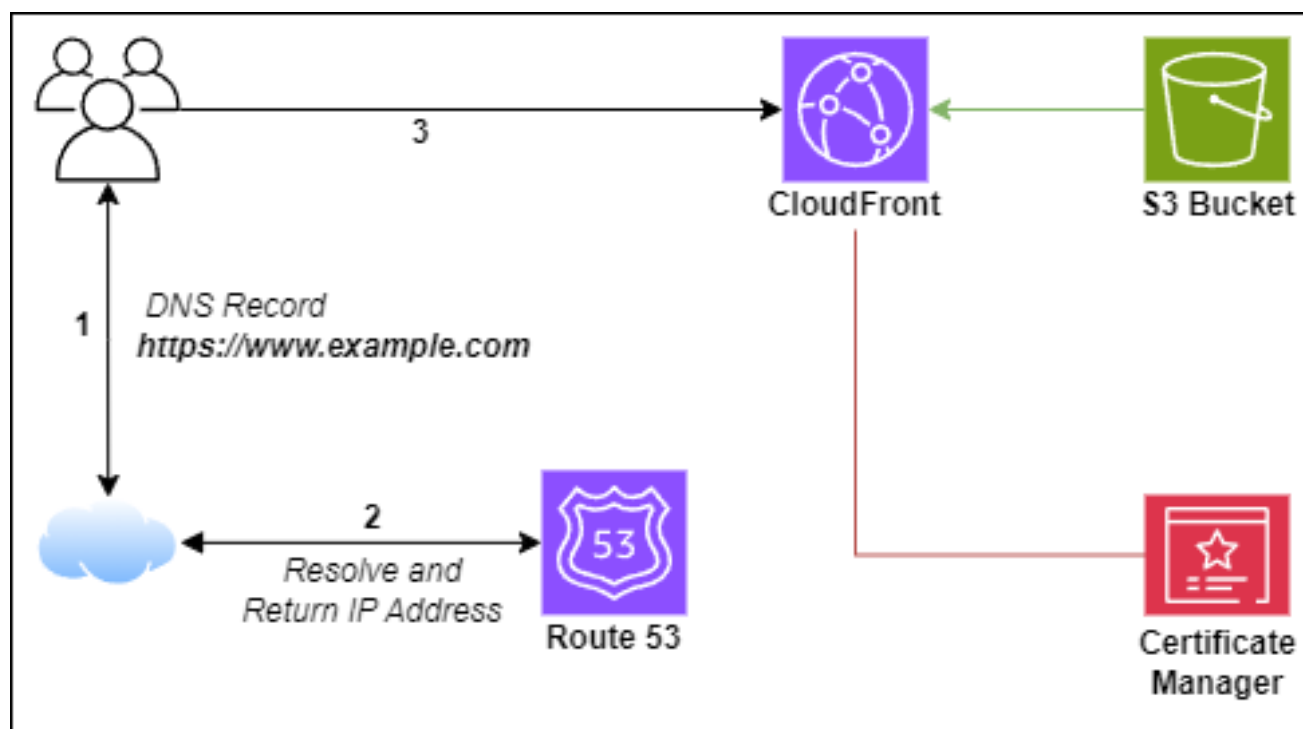 3
CloudFront
S3 Bucket
1
DNS Record
https://www.example.com
2
Resolve and
Return IP Address
53
Route 53
Certificate
Manager